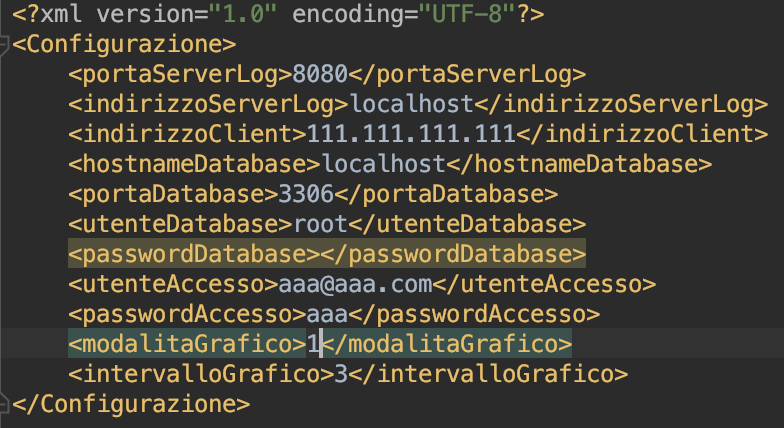 <?xml version="1.0" encoding="UTF-8"?>
<Configurazione>
<portaServerLog>8080</portaServerLog>
<indirizzoServerLog>localhost</indirizzoServerLog>
<indirizzoClient>111.111.111.111</indirizzoClient>
<hostnameDatabase>localhost</hostnameDatabase>
<portaDatabase>3306</portaDatabase>
<utenteDatabase>root</utenteDatabase>
<passwordDatabase></passwordDatabase>
<utenteAccesso>aaa@aaa.com</utenteAccesso>
<passwordAccesso>aaa</passwordAccesso>
<modalitaGrafico>1</modalitaGrafico>
<intervalloGrafico>3</intervalloGrafico>
</Configurazione>